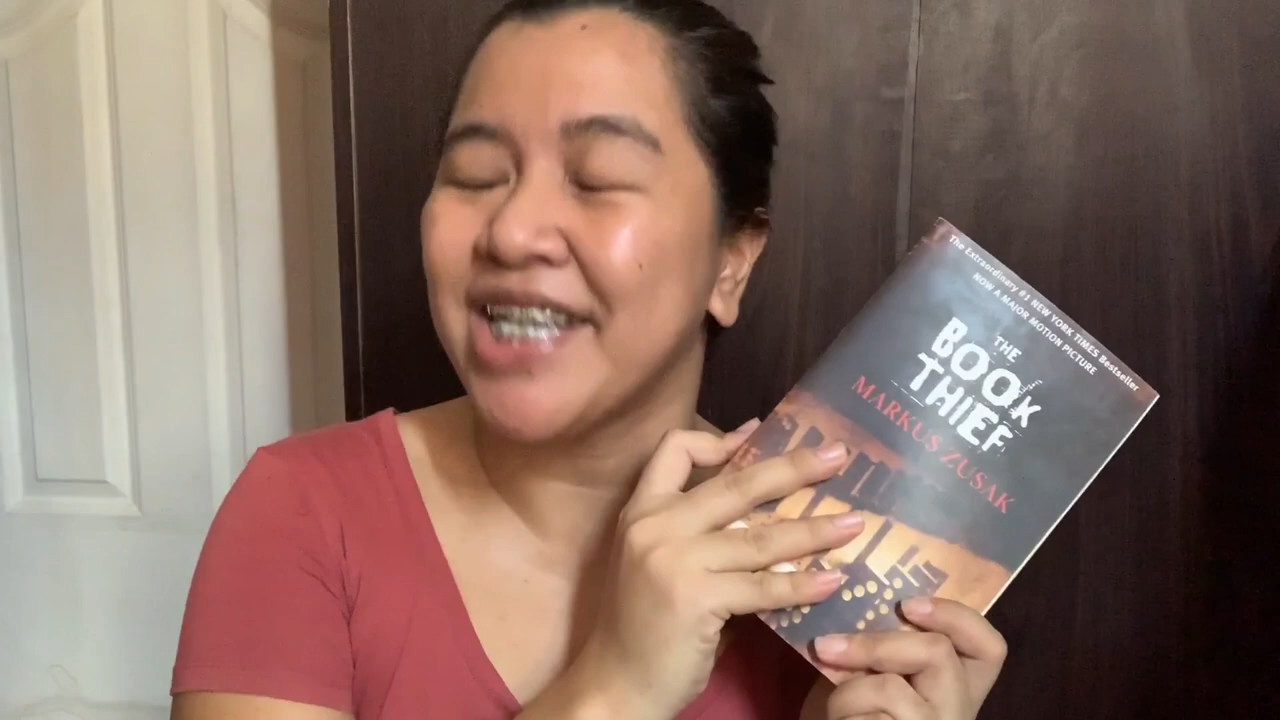 The Extraordinary #1 NEW YORK TIMES Bestseller
NOW A MAJOR MOTION PICTURE
THE
BOOK
THIEF
MARKUS ZUSAK